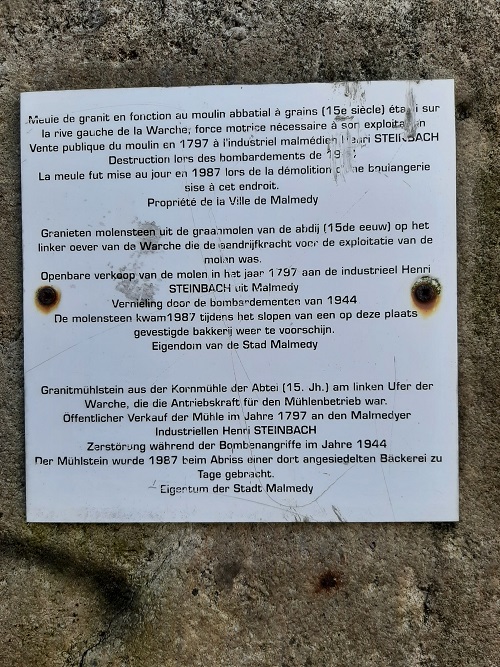 Meule de granit en fonction au moulin abbatial à grains (15e siècle) établi sur
la rive gauche de la Warche, force motrice nécessaire à son exploitation
Vente publique du moulin en 1797 à l'industriel malmédien Henri STEINBACH
Destruction lors des bombardements de
La meule fut mise au jour en 1987 lors de la démolition d'une boulangerie
sise à cet endroit.
Propriété de la Ville de Malmedy
Granieten molensteen uit de graanmolen van de abdij (15de eeuw) op het
linker oever van de Warche die de aandrijfkracht voor de exploitatie van de
molen was.
Openbare verkoop van de molen in het jaar 1797 aan de industrieel Henri
STEINBACH uit Malmedy
Vernieling door de bombardementen van 1944
De molensteen kwam1987 tijdens het slopen van een op deze plaats
gevestigde bakkerij weer te voorschijn.
Eigendom van de Stad Malmedy
Granitmühlstein aus der Kornmühle der Abtei (15. Jh.) am linken Ufer der
Warche, die die Antriebskraft für den Mühlenbetrieb war.
Öffentlicher Verkauf der Mühle im Jahre 1797 an den Malmedyer
Industriellen Henri STEINBACH
Zerstörung während der Bombenangriffe im Jahre 1944
Der Mühlstein wurde 1987 beim Abriss einer dort angesiedelten Bäckerei zu
Tage gebracht.
Eigentum der Stadt Malmedy